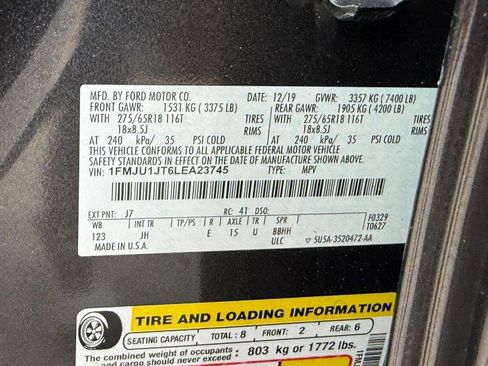 MFD. BY FORD MOTOR CO. DATE: 12/19 GVWR: 3357 KG ( 7400 LB)
FRONT GAWR: 1531 KG ( 3375 LB) REAR GAWR: 1905 KG ( 4200 LB)
WITH 275/65R18 116T TIRES WITH 275/65R18 116T TIRES
18x8.5J RIMS 18x8.5J RIMS
AT 240 kPa/ 35 PSI COLD AT 240 kPa/ 35 PSI COLD
THIS VEHICLE CONFORMS TO ALL APPLICABLE FEDERAL MOTOR VEHICLE
SAFETY STANDARDS IN EFFECT ON THE DATE OF MANUFACTURE SHOWN ABOVE.
VIN: 1FMJU1JT6LEA23745 TYPE: MPV
EXT PNT: J7 RC: 41 DSO: F0329
WB INT TR TP/PS R AXLE TR SPR T0627
123 JH E 15 U BBHH
MADE IN U.S.A. ULC 5U5A-3520472-AA
TIRE AND LOADING INFORMATION
SEATING CAPACITY TOTAL : 8 FRONT: 2 REAR: 6
The combined weight of occupants
and cargo should never exceed : 803 kg or 1772 lbs.